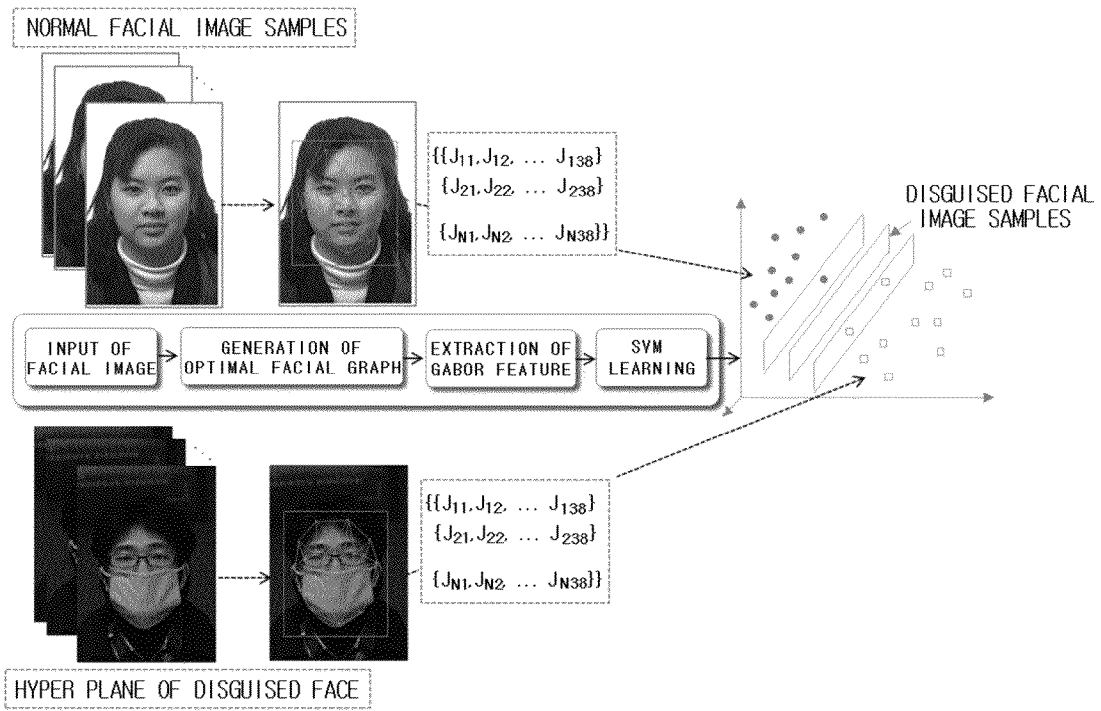 NORMAL FACIAL IMAGE SAMPLES
{{J11,J12, ... J138}
{J21,J22, ... J238}
{JN1,JN2, ... JN38}}
DISGUISED FACIAL
IMAGE SAMPLES
INPUT OF
FACIAL IMAGE
GENERATION OF
OPTIMAL FACIAL GRAPH
EXTRACTION OF
GABOR FEATURE
SVM
LEARNING
{{J11,J12, ... J138}
{J21,J22, ... J238}
{JN1,JN2, ... JN38}}
HYPER PLANE OF DISGUISED FACE